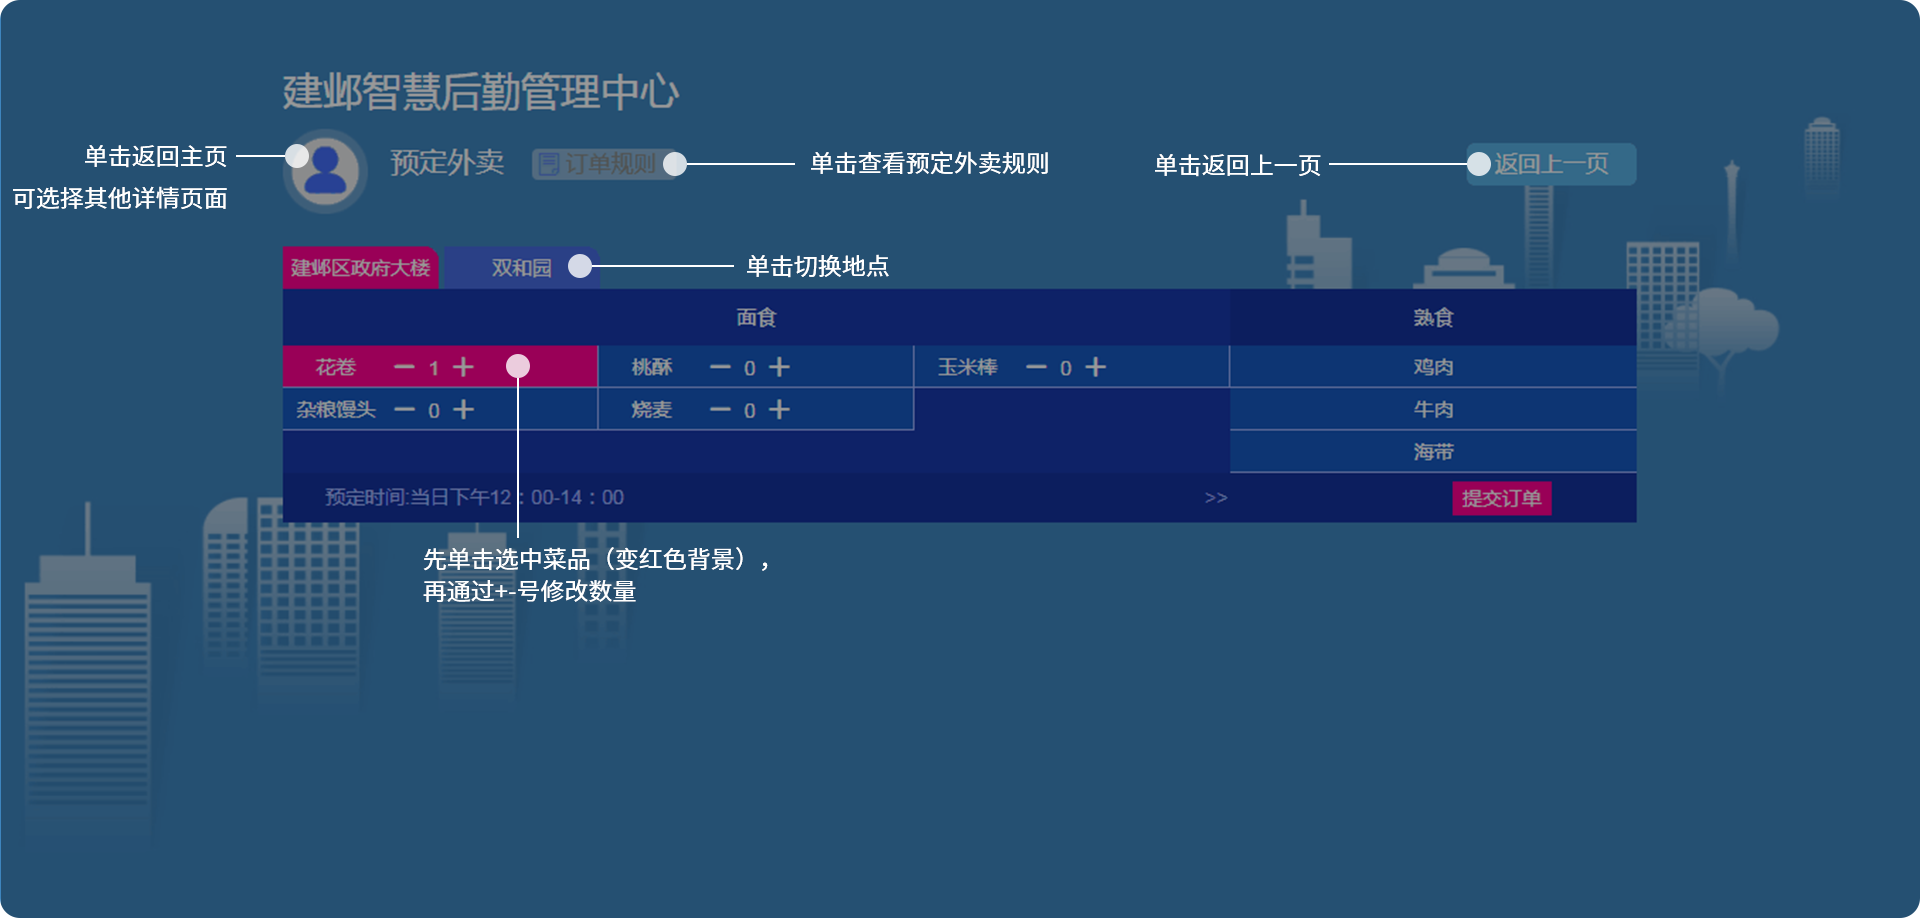 建邺智慧后勤管理中心
单击返回主页
可选择其他详情页面
预定外卖
订单规则
单击查看预定外卖规则
单击返回上一页
返回上一页
建邺区政府大楼
双和园
单击切换地点
面食
熟食
花卷 － 1 ＋
桃酥 － 0 ＋
玉米棒 － 0 ＋
鸡肉
杂粮馒头 － 0 ＋
烧麦 － 0 ＋
牛肉
海带
预定时间:当日下午12：00-14：00
>>
提交订单
先单击选中菜品（变红色背景），
再通过+-号修改数量